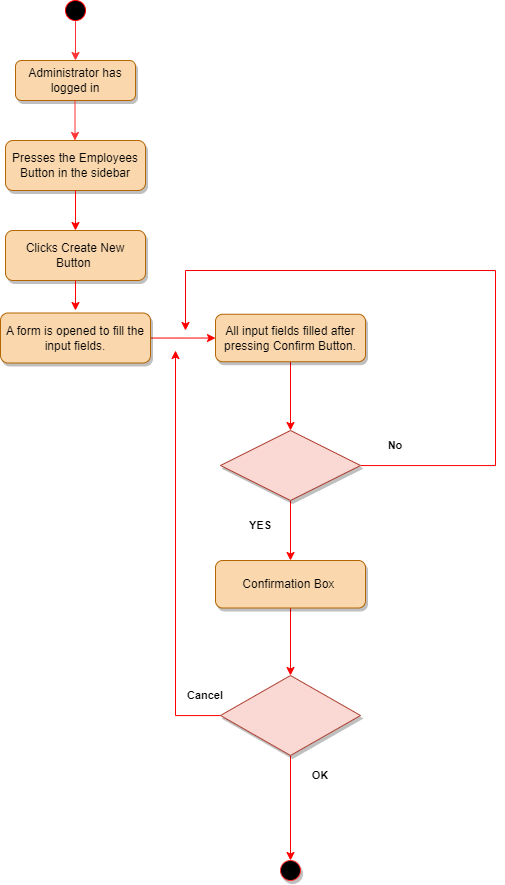 Administrator has
logged in
Presses the Employees
Button in the sidebar
Clicks Create New
Button
A form is opened to fill the
input fields.
All input fields filled after
pressing Confirm Button.
No
YES
Confirmation Box
Cancel
OK